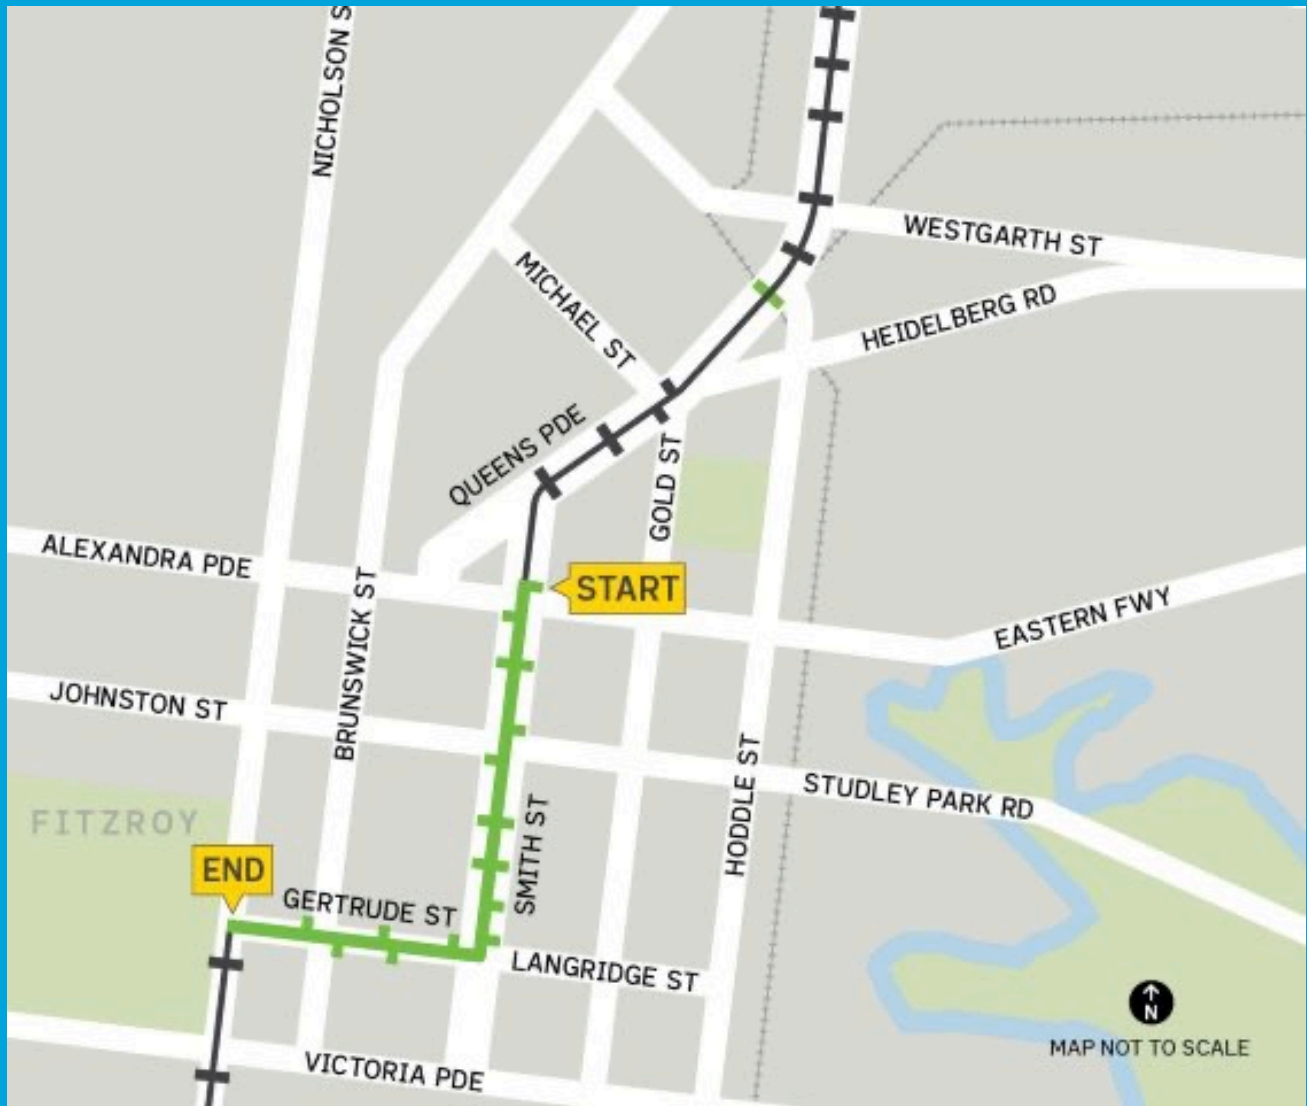 NICHOLSON S
WESTGARTH ST
MICHAEL ST
HEIDELBERG RD
QUEENS PDE
GOLD ST
ALEXANDRA PDE
START
EASTERN FWY
BRUNSWICK ST
JOHNSTON ST
HODDLE ST
STUDLEY PARK RD
FITZROY
SMITH ST
END
GERTRUDE ST
LANGRIDGE ST
N
MAP NOT TO SCALE
VICTORIA PDE